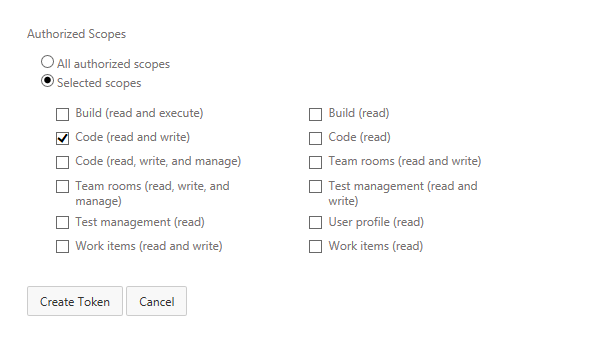 Authorized Scopes
All authorized scopes
Selected scopes
Build (read and execute)
Build (read)
Code (read and write)
Code (read)
Code (read, write, and manage)
Team rooms (read and write)
Team rooms (read, write, and
manage)
Test management (read and
write)
Test management (read)
User profile (read)
Work items (read and write)
Work items (read)
Create Token
Cancel